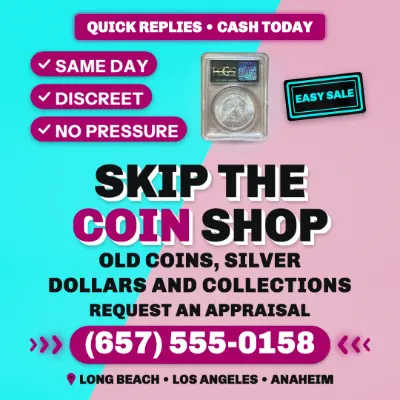 QUICK REPLIES • CASH TODAY
✓ SAME DAY
✓ DISCREET
✓ NO PRESSURE
EASY SALE
SKIP THE
COIN SHOP
OLD COINS, SILVER
DOLLARS AND COLLECTIONS
REQUEST AN APPRAISAL
>>> (657) 555-0158 <<<
LONG BEACH • LOS ANGELES • ANAHEIM